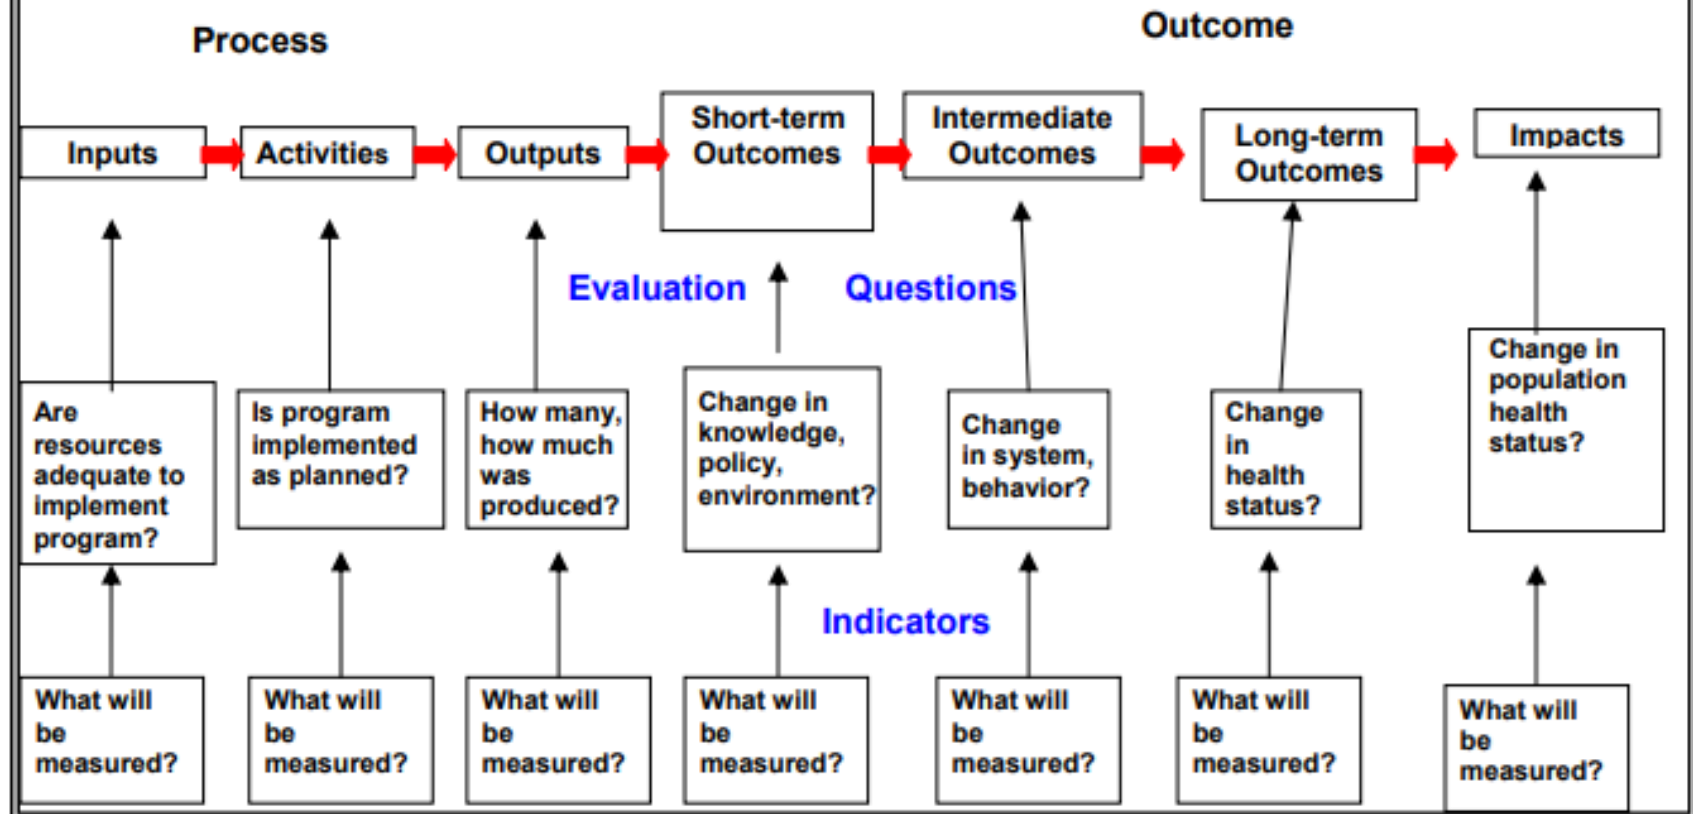 Process
Outcome
Inputs
Activities
Outputs
Short-term
Outcomes
Intermediate
Outcomes
Long-term
Outcomes
Impacts
Evaluation
Questions
Are
resources
adequate to
implement
program?
Is program
implemented
as planned?
How many,
how much
was
produced?
Change in
knowledge,
policy,
environment?
Change
in system,
behavior?
Change
in
health
status?
Change in
population
health
status?
Indicators
What will
be
measured?
What will
be
measured?
What will
be
measured?
What will
be
measured?
What will
be
measured?
What will
be
measured?
What will
be
measured?